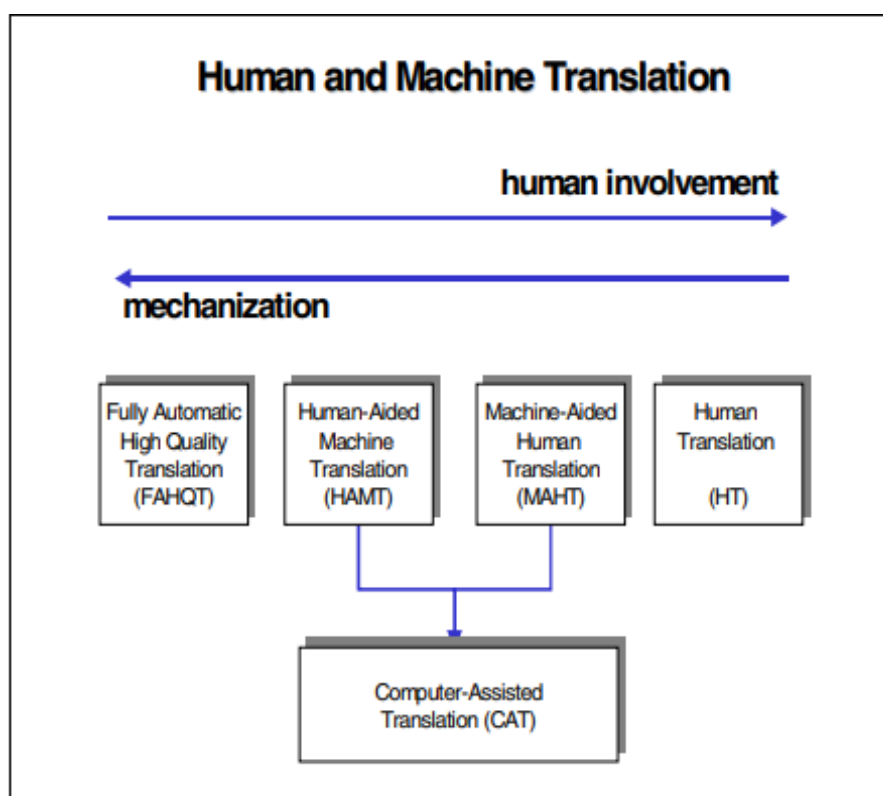 Human and Machine Translation
human involvement
mechanization
Fully Automatic
High Quality
Translation
(FAHQT)
Human-Aided
Machine
Translation
(HAMT)
Machine-Aided
Human
Translation
(MAHT)
Human
Translation
(HT)
Computer-Assisted
Translation (CAT)